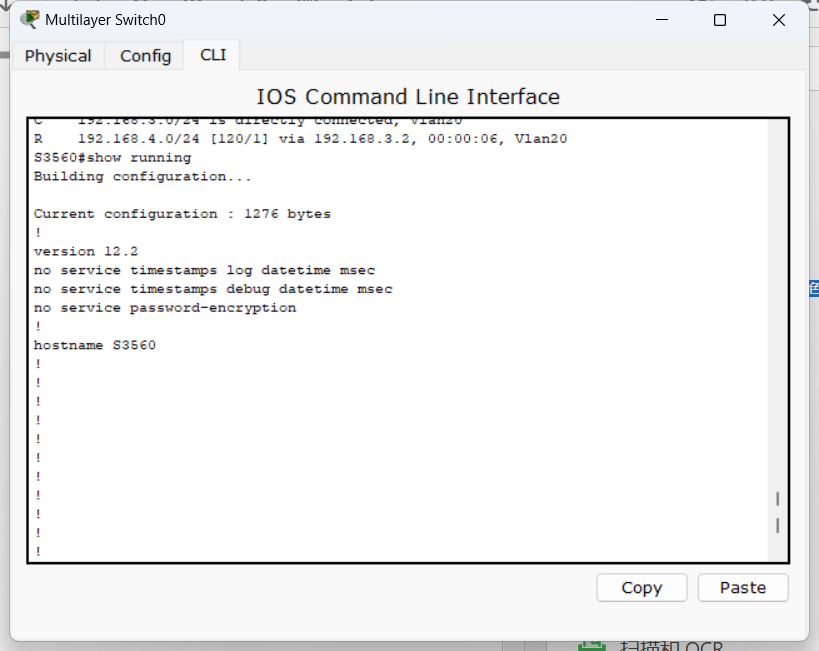 Multilayer Switch0
Physical
Config
CLI
IOS Command Line Interface
C 192.168.3.0/24 is directly connected, Vlan20
R 192.168.4.0/24 [120/1] via 192.168.3.2, 00:00:06, Vlan20
S3560#show running
Building configuration...
Current configuration : 1276 bytes
!
version 12.2
no service timestamps log datetime msec
no service timestamps debug datetime msec
no service password-encryption
!
hostname S3560
!
!
!
!
!
!
!
!
!
!
!
Copy
Paste
扫描和 OCR